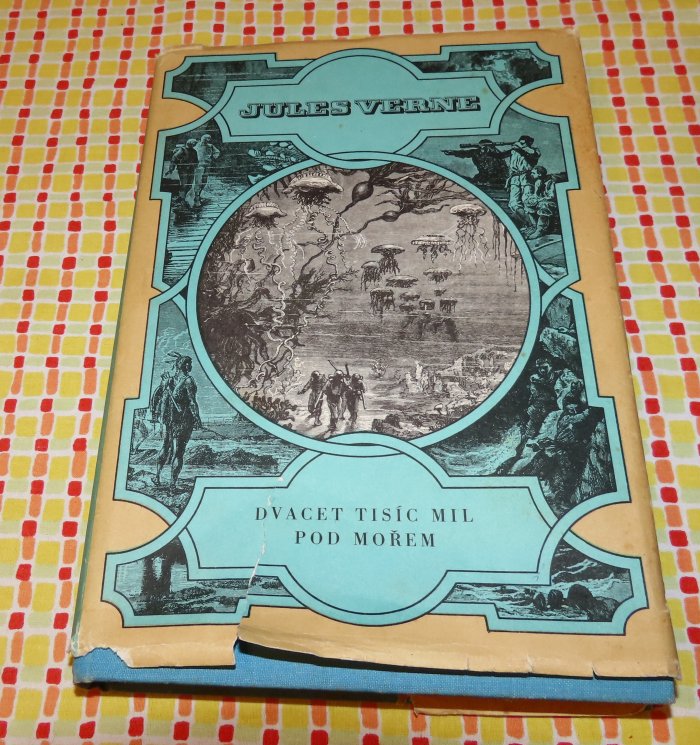 JULES VERNE
DVACET TISÍC MIL
POD MOŘEM